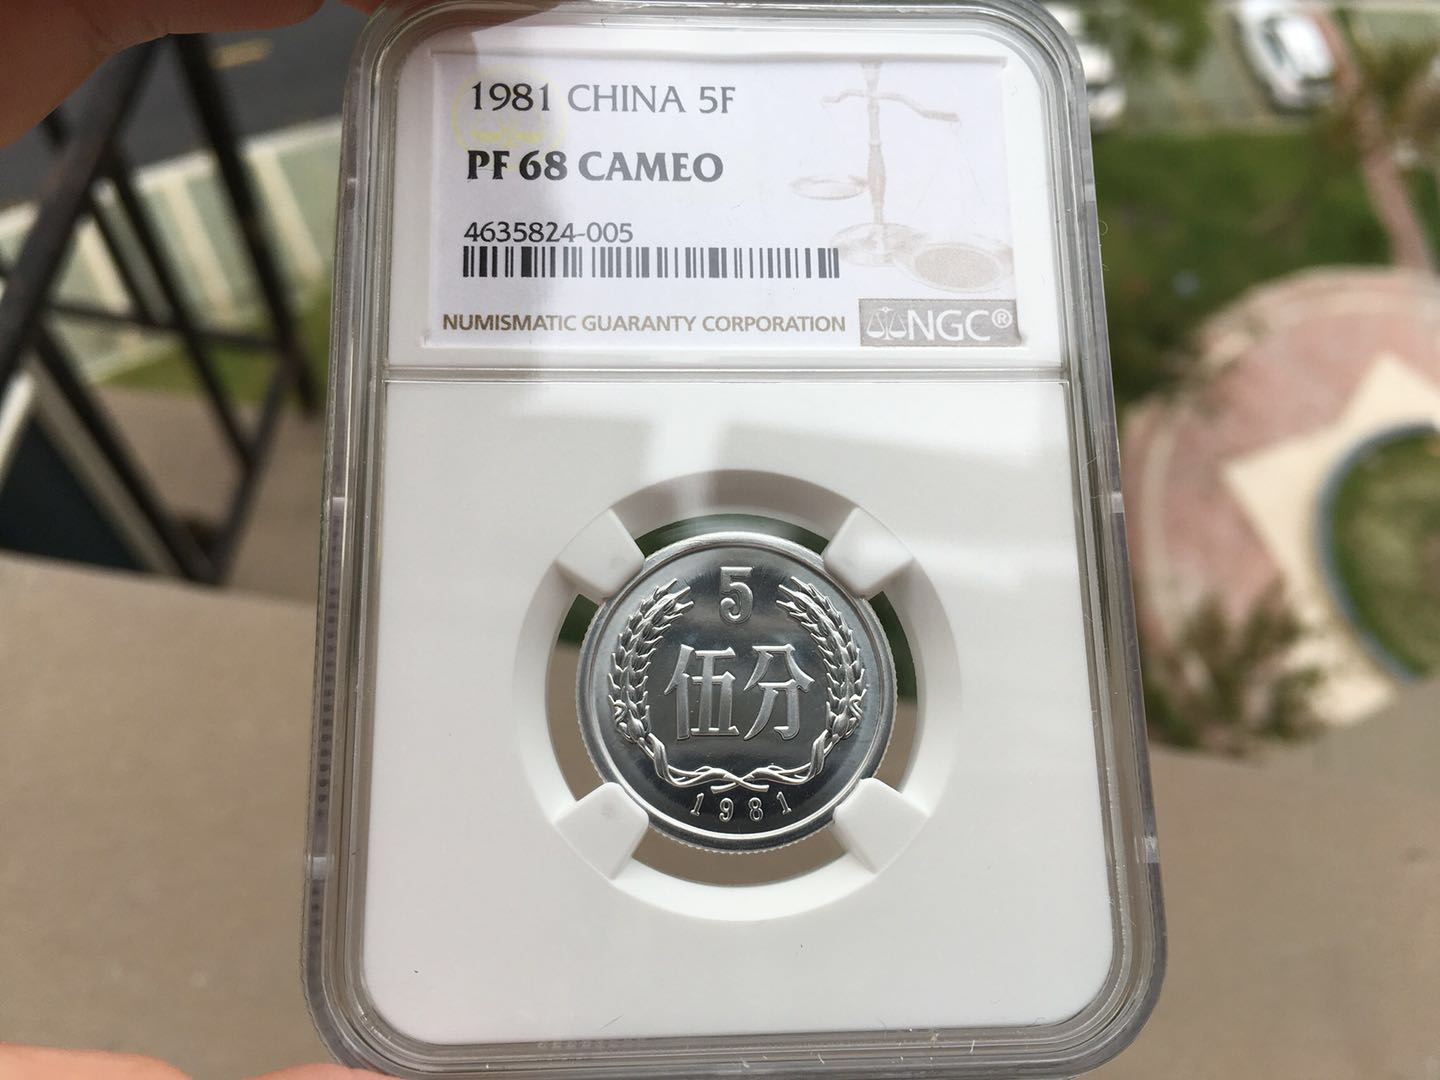 1981 CHINA 5F
PF 68 CAMEO
4635824-005
NUMISMATIC GUARANTY CORPORATION
NGC®
5
伍分
1981